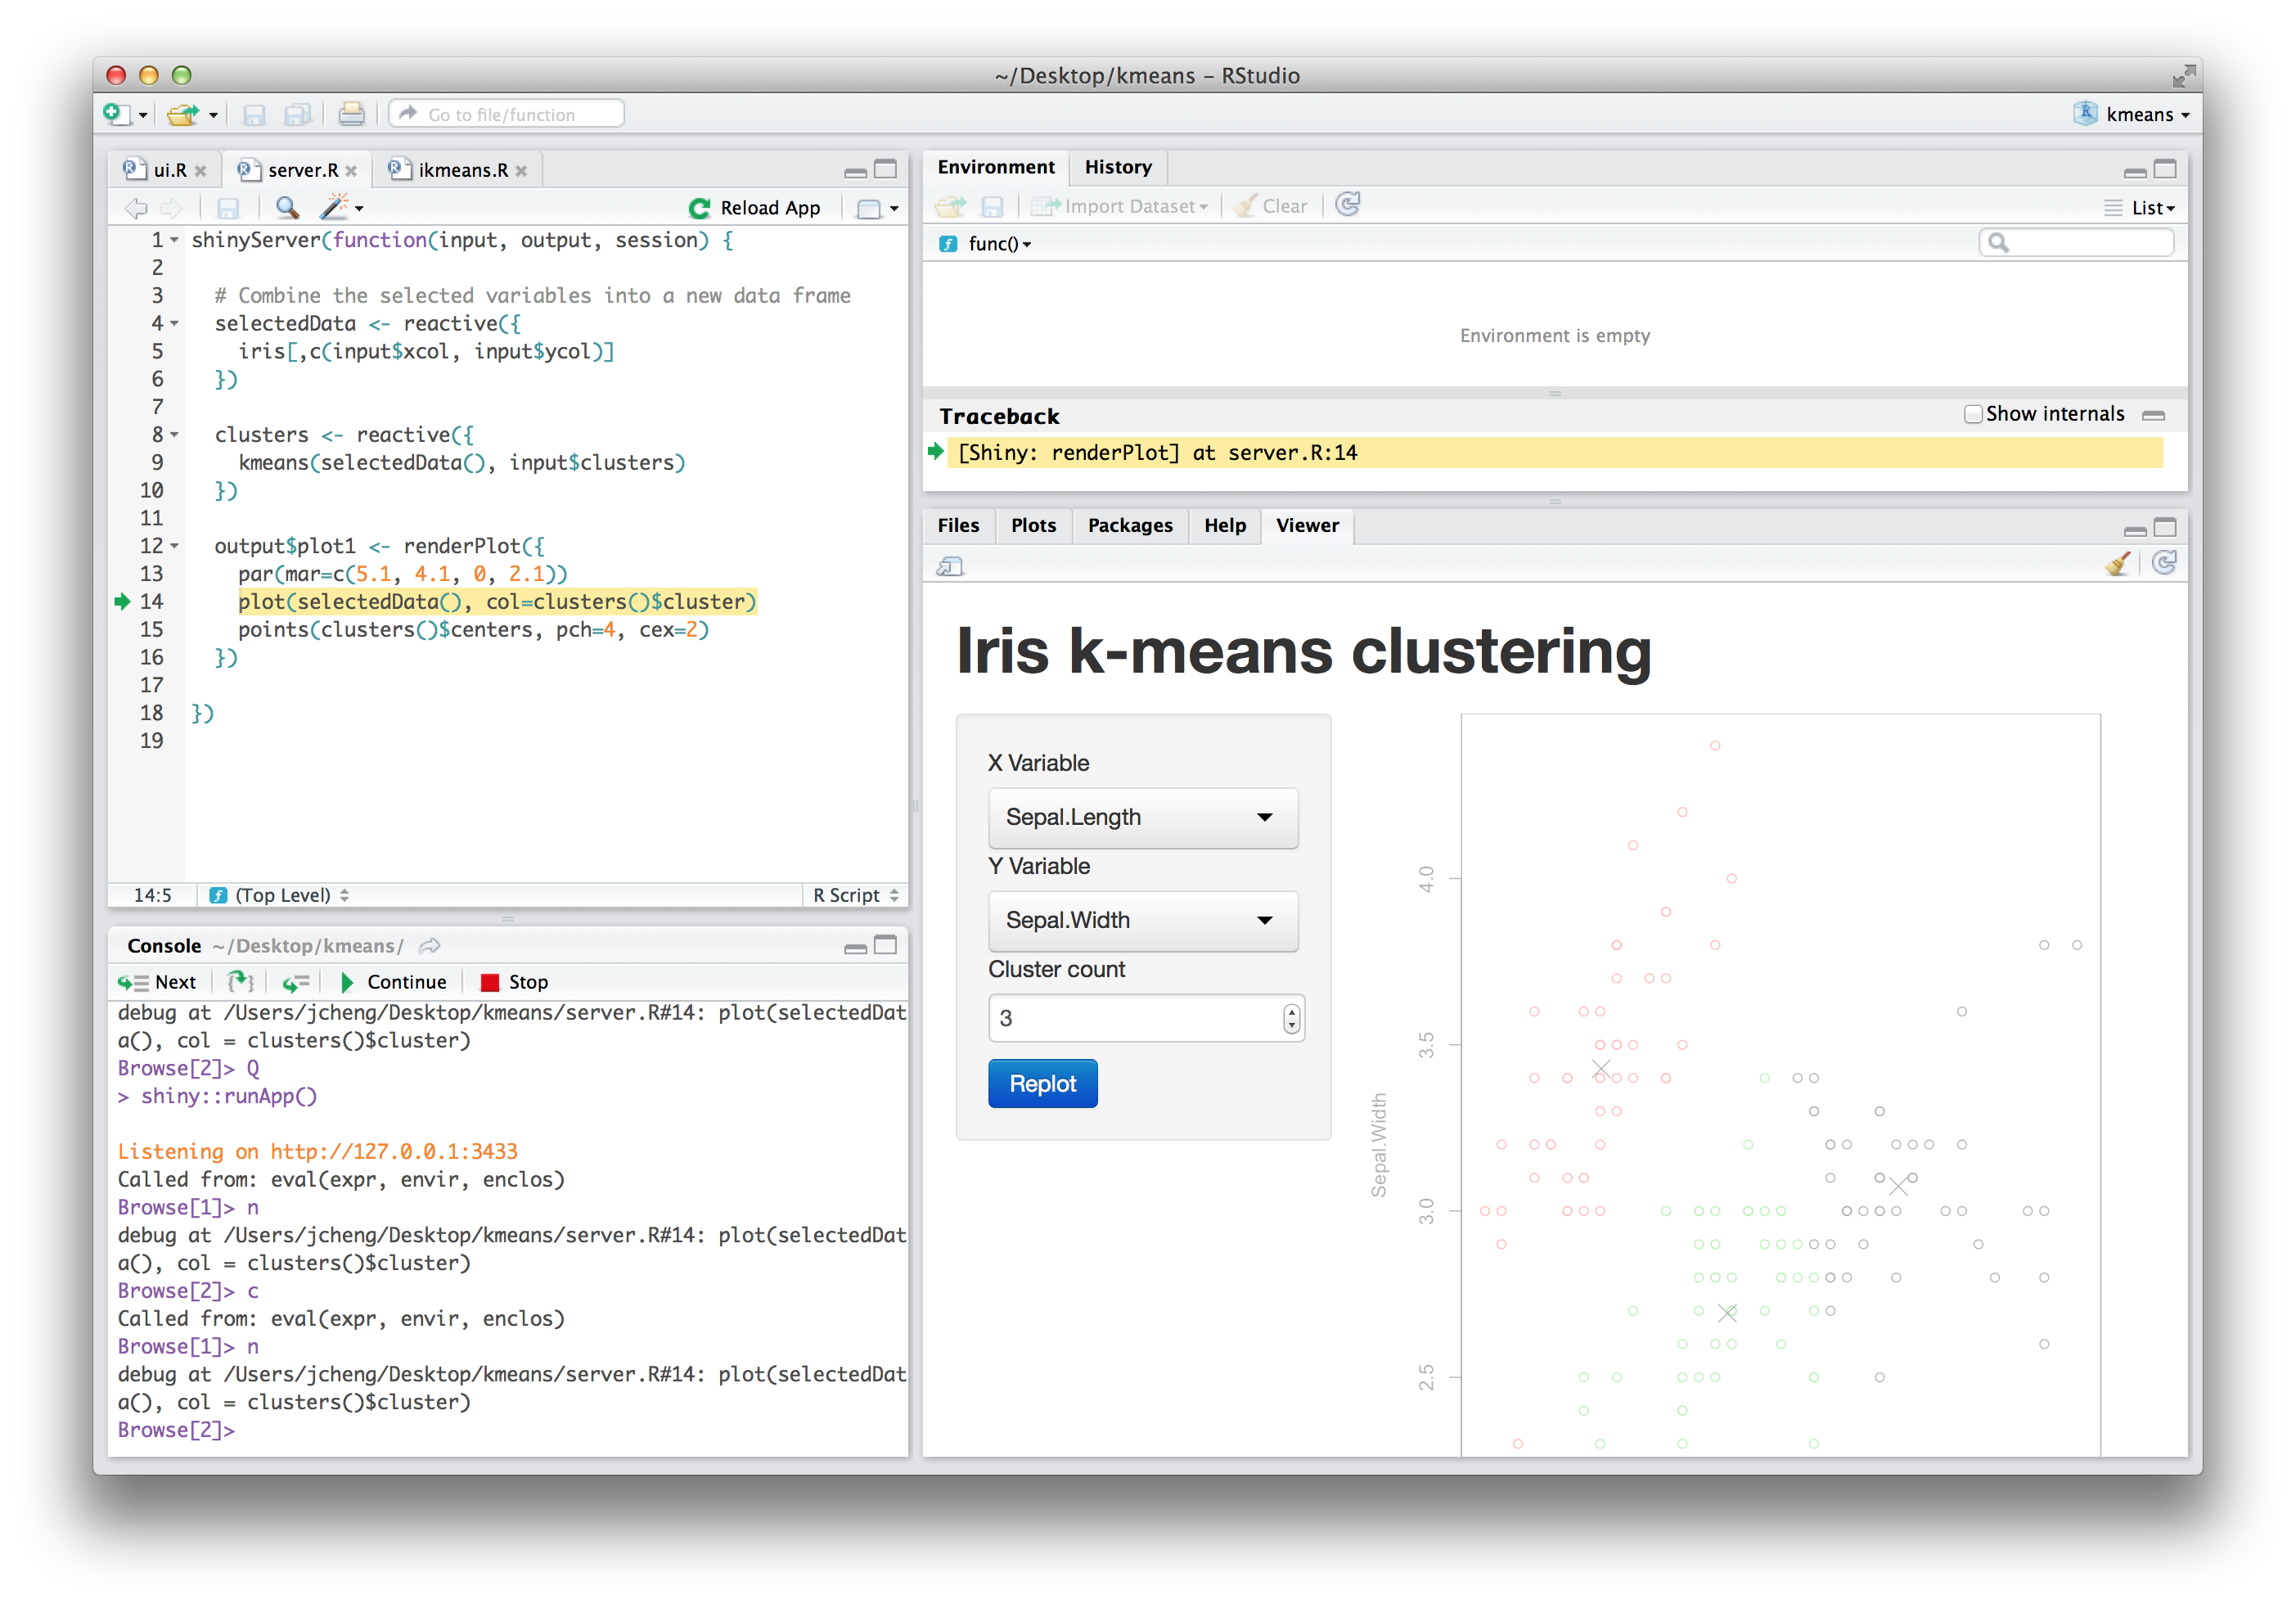 ~/Desktop/kmeans – RStudio
Go to file/function
kmeans
ui.R
server.R
ikmeans.R
Reload App
1 shinyServer(function(input, output, session) {
2
3 # Combine the selected variables into a new data frame
4 selectedData <- reactive({
5 iris[,c(input$xcol, input$ycol)]
6 })
7
8 clusters <- reactive({
9 kmeans(selectedData(), input$clusters)
10 })
11
12 output$plot1 <- renderPlot({
13 par(mar=c(5.1, 4.1, 0, 2.1))
14 plot(selectedData(), col=clusters()$cluster)
15 points(clusters()$centers, pch=4, cex=2)
16 })
17
18 })
19
14:5 (Top Level) R Script
Console ~/Desktop/kmeans/
Next Continue Stop
debug at /Users/jcheng/Desktop/kmeans/server.R#14: plot(selectedDat
a(), col = clusters()$cluster)
Browse[2]> Q
> shiny::runApp()
Listening on http://127.0.0.1:3433
Called from: eval(expr, envir, enclos)
Browse[1]> n
debug at /Users/jcheng/Desktop/kmeans/server.R#14: plot(selectedDat
a(), col = clusters()$cluster)
Browse[2]> c
Called from: eval(expr, envir, enclos)
Browse[1]> n
debug at /Users/jcheng/Desktop/kmeans/server.R#14: plot(selectedDat
a(), col = clusters()$cluster)
Browse[2]>
Environment History
Import Dataset Clear List
func()
Environment is empty
Traceback Show internals
[Shiny: renderPlot] at server.R:14
Files Plots Packages Help Viewer
Iris k-means clustering
X Variable
Sepal.Length
Y Variable
Sepal.Width
Cluster count
3
Replot
Sepal.Width
4.0
3.5
3.0
2.5